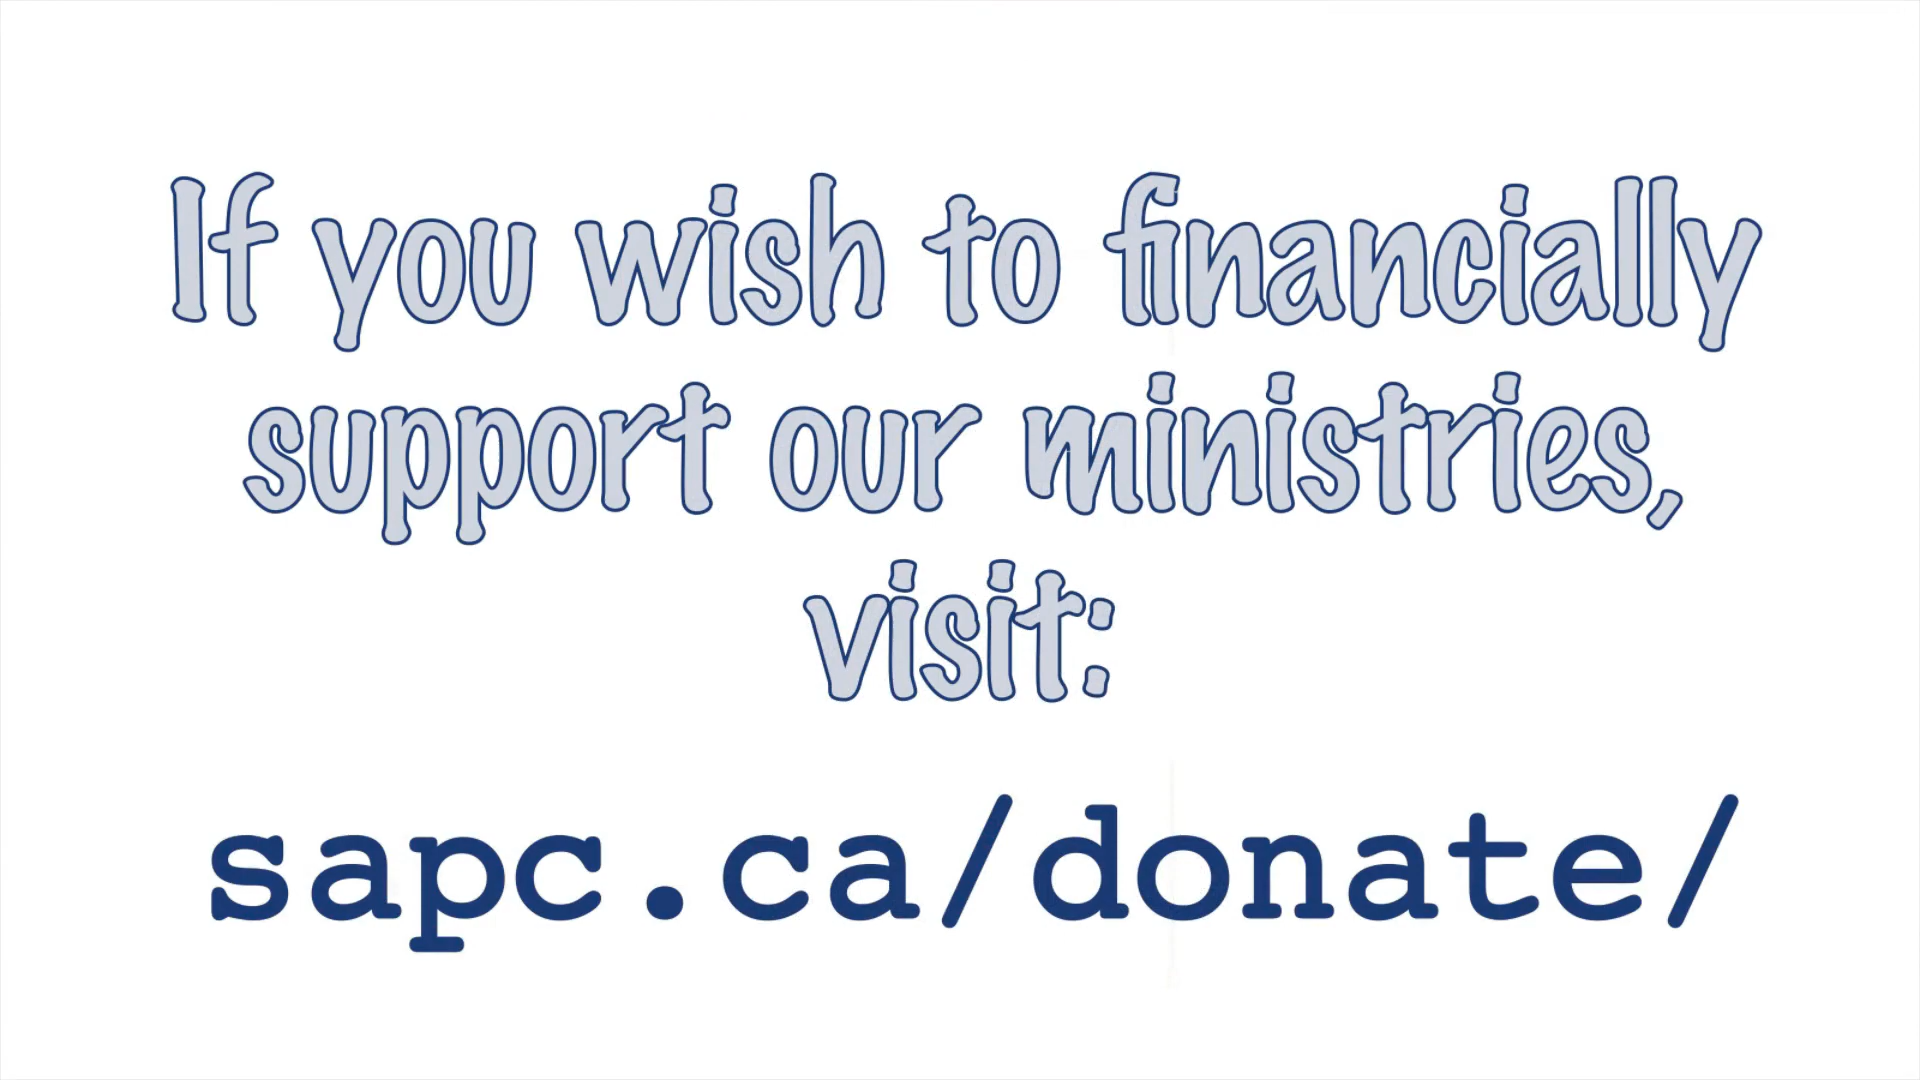 If you wish to financially
support our ministries,
visit:
sapc.ca/donate/